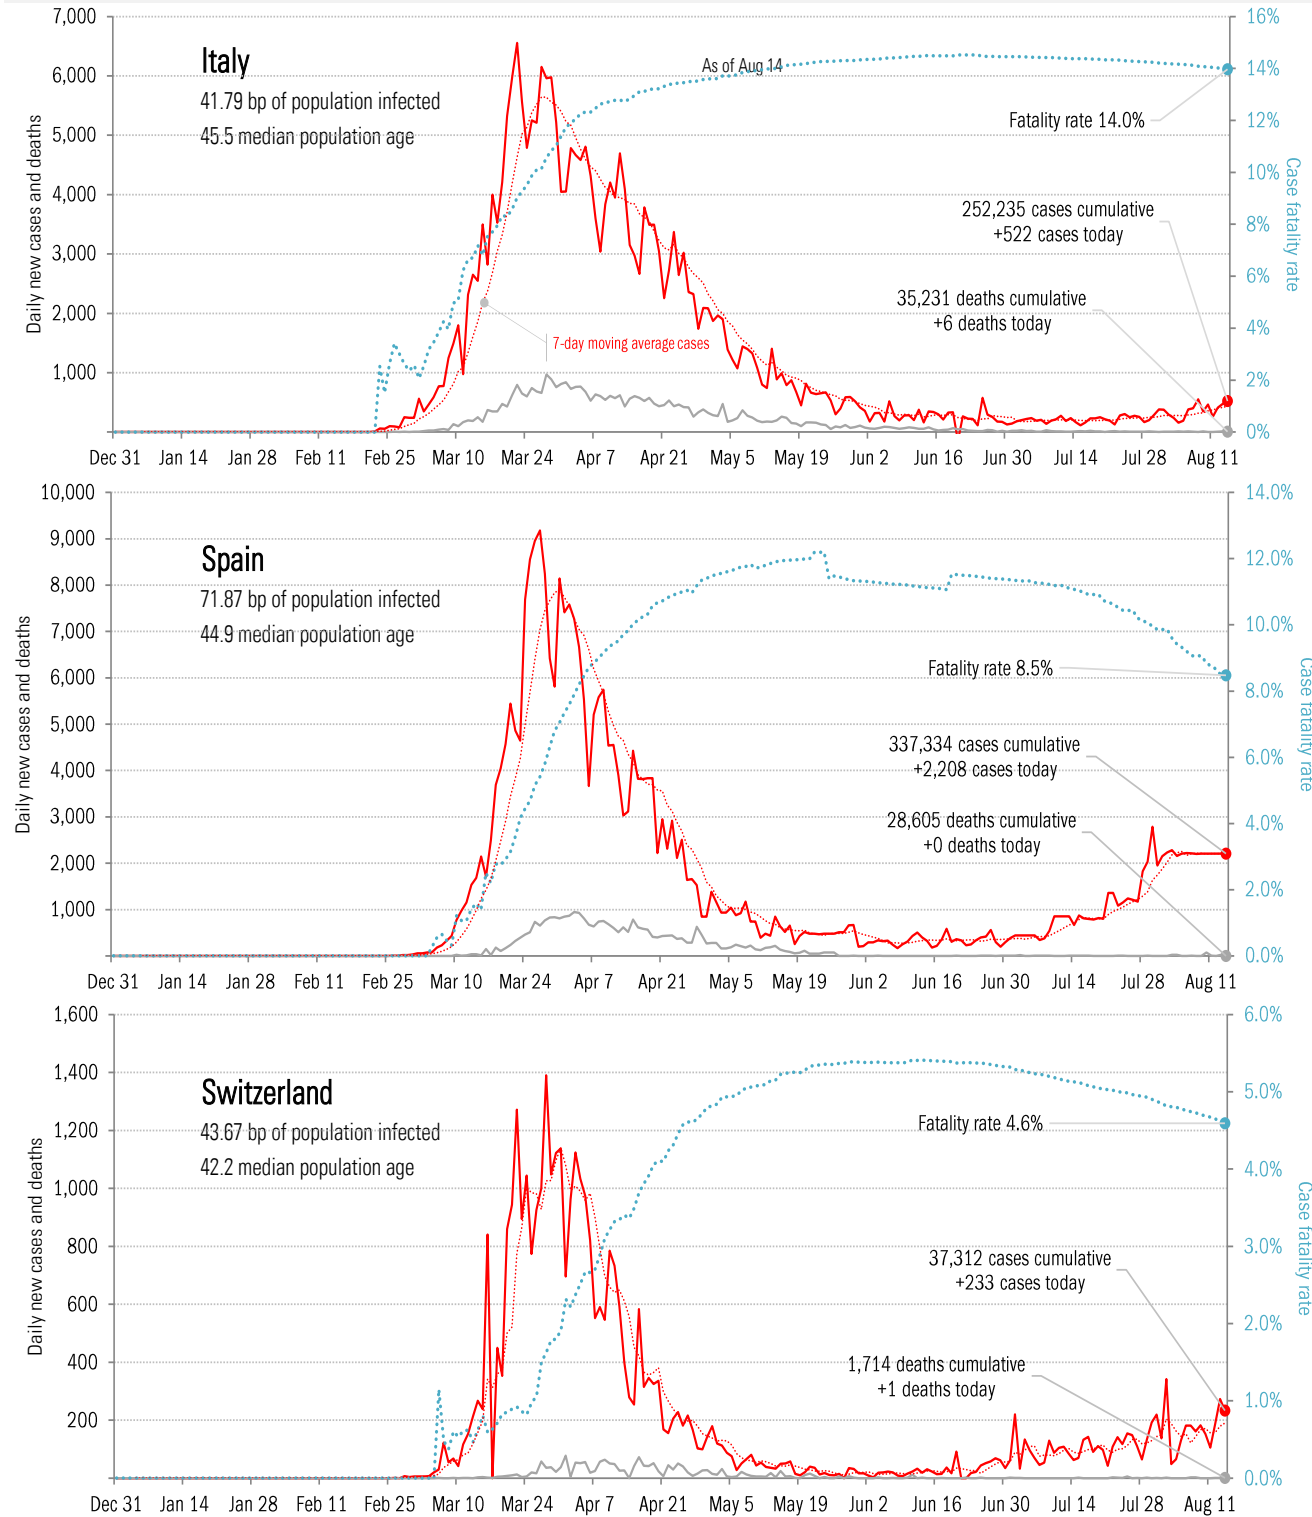 7,000
6,000
5,000
4,000
3,000
2,000
1,000
Daily new cases and deaths
Italy
41.79 bp of population infected
45.5 median population age
As of Aug 14
7-day moving average cases
Fatality rate 14.0%
252,235 cases cumulative
+522 cases today
35,231 deaths cumulative
+6 deaths today
16%
14%
12%
10%
8%
6%
4%
2%
0%
Case fatality rate
Dec 31 Jan 14 Jan 28 Feb 11 Feb 25 Mar 10 Mar 24 Apr 7 Apr 21 May 5 May 19 Jun 2 Jun 16 Jun 30 Jul 14 Jul 28 Aug 11
10,000
9,000
8,000
7,000
6,000
5,000
4,000
3,000
2,000
1,000
Daily new cases and deaths
Spain
71.87 bp of population infected
44.9 median population age
Fatality rate 8.5%
337,334 cases cumulative
+2,208 cases today
28,605 deaths cumulative
+0 deaths today
14.0%
12.0%
10.0%
8.0%
6.0%
4.0%
2.0%
0.0%
Case fatality rate
Dec 31 Jan 14 Jan 28 Feb 11 Feb 25 Mar 10 Mar 24 Apr 7 Apr 21 May 5 May 19 Jun 2 Jun 16 Jun 30 Jul 14 Jul 28 Aug 11
1,600
1,400
1,200
1,000
800
600
400
200
Daily new cases and deaths
Switzerland
43.67 bp of population infected
42.2 median population age
Fatality rate 4.6%
37,312 cases cumulative
+233 cases today
1,714 deaths cumulative
+1 deaths today
6.0%
5.0%
4.0%
3.0%
2.0%
1.0%
0.0%
Case fatality rate
Dec 31 Jan 14 Jan 28 Feb 11 Feb 25 Mar 10 Mar 24 Apr 7 Apr 21 May 5 May 19 Jun 2 Jun 16 Jun 30 Jul 14 Jul 28 Aug 11